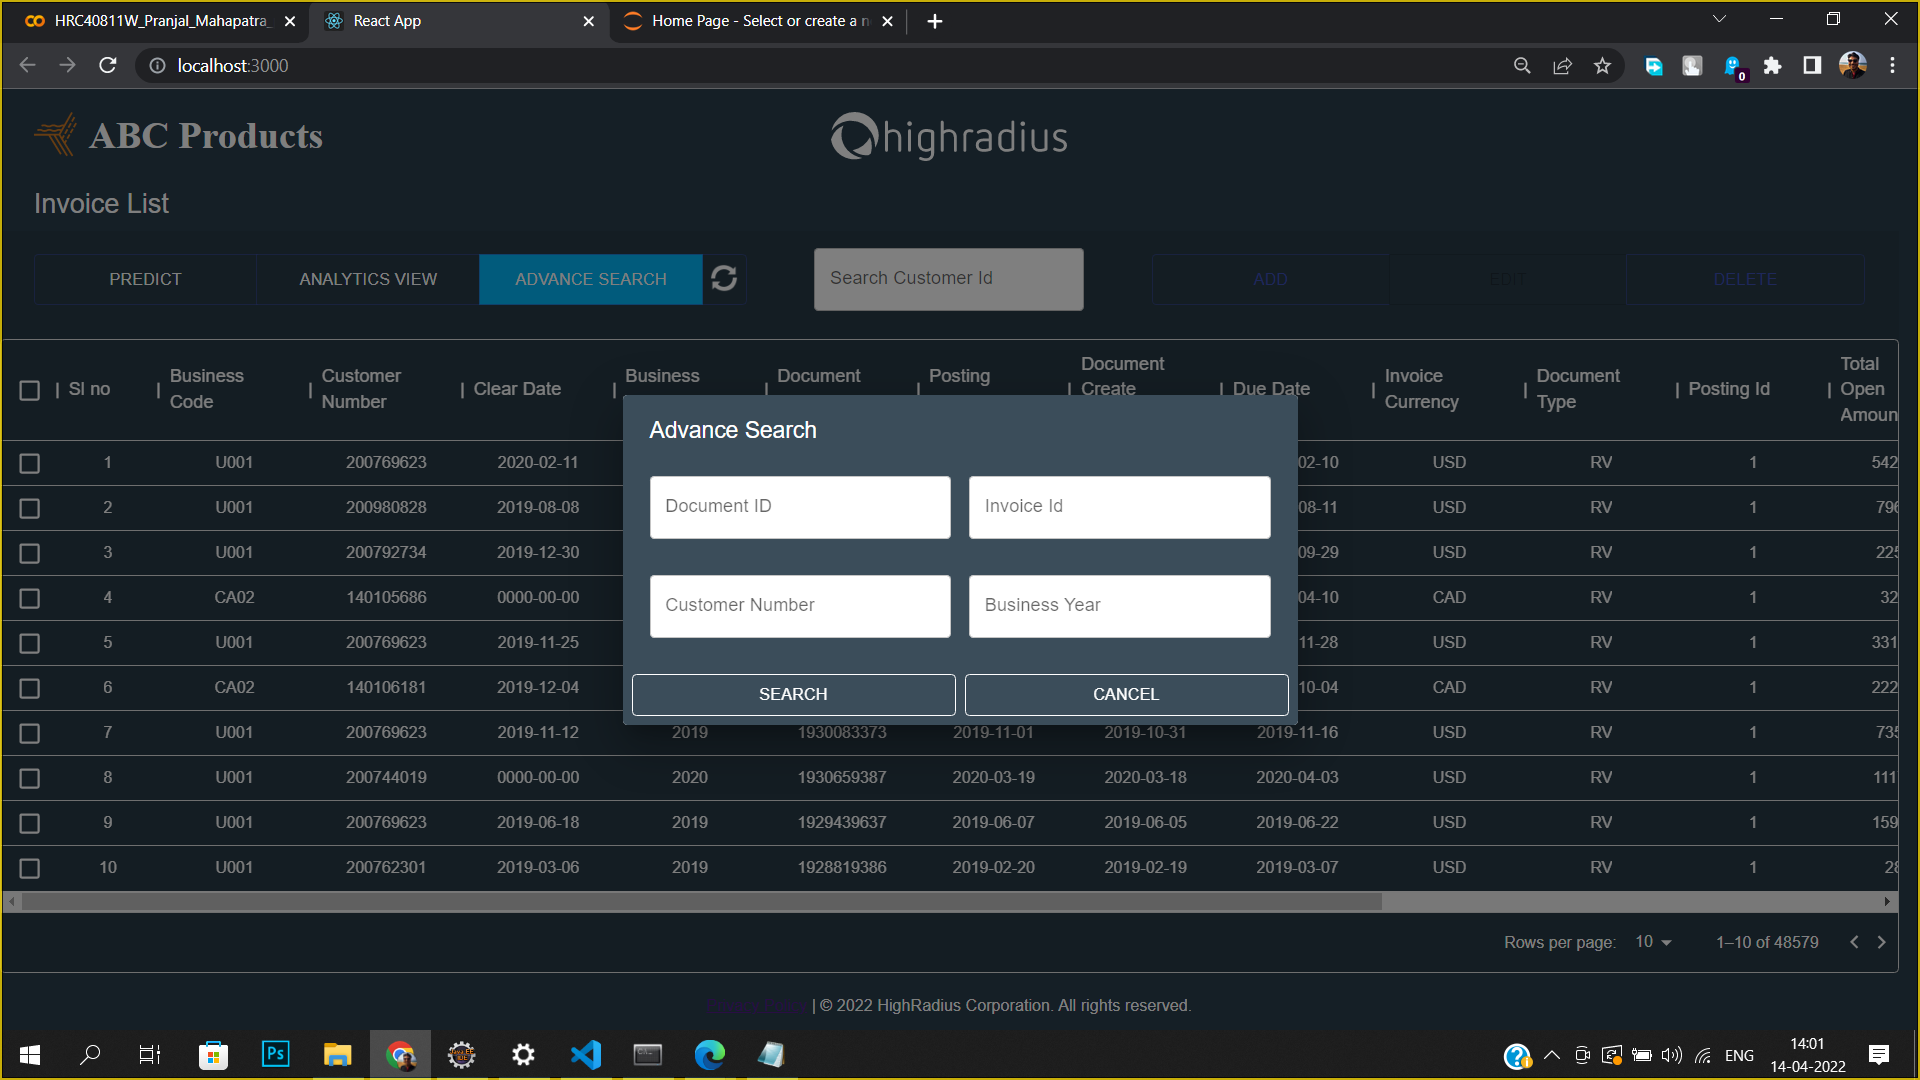 HRC40811W_Pranjal_Mahapatra_
React App
Home Page - Select or create a n
localhost:3000
0
ABC Products
highradius
Invoice List
PREDICT
ANALYTICS VIEW
ADVANCE SEARCH
Search Customer Id
ADD
EDIT
DELETE
Sl no
Business Code
Customer Number
Clear Date
Business
Document
Posting
Document Create
Due Date
Invoice Currency
Document Type
Posting Id
Total Open Amoun
Advance Search
Document ID
Invoice Id
Customer Number
Business Year
SEARCH
CANCEL
1 U001 200769623 2020-02-11 02-10 USD RV 1 542
2 U001 200980828 2019-08-08 08-11 USD RV 1 796
3 U001 200792734 2019-12-30 09-29 USD RV 1 225
4 CA02 140105686 0000-00-00 04-10 CAD RV 1 32
5 U001 200769623 2019-11-25 11-28 USD RV 1 331
6 CA02 140106181 2019-12-04 10-04 CAD RV 1 222
7 U001 200769623 2019-11-12 2019 1930083373 2019-11-01 2019-10-31 2019-11-16 USD RV 1 735
8 U001 200744019 0000-00-00 2020 1930659387 2020-03-19 2020-03-18 2020-04-03 USD RV 1 111
9 U001 200769623 2019-06-18 2019 1929439637 2019-06-07 2019-06-05 2019-06-22 USD RV 1 159
10 U001 200762301 2019-03-06 2019 1928819386 2019-02-20 2019-02-19 2019-03-07 USD RV 1 28
Rows per page: 10 1–10 of 48579
| © 2022 HighRadius Corporation. All rights reserved.
Ps
ENG
14:01
14-04-2022